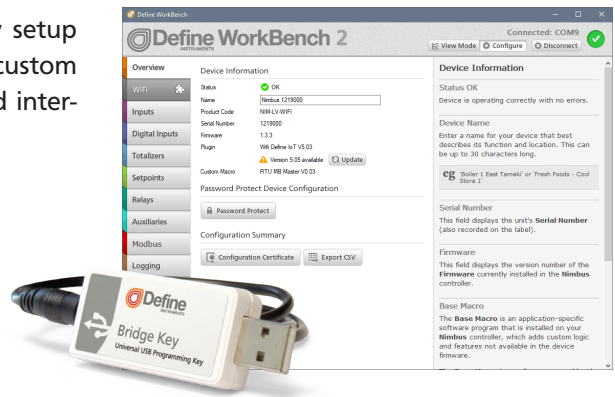 y setup
custom
d inter-
Define WorkBench
Define WorkBench 2
INSTRUMENTS
Connected: COM9
View Mode Configure Disconnect
Overview
WiFi
Inputs
Digital Inputs
Totalizers
Setpoints
Relays
Auxiliaries
Modbus
Logging
Device Information
Status OK
Name Nimbus 1219000
Product Code NIM-LV-WIFI
Serial Number 1219000
Firmware 1.3.3
Plugin Wifi Define IoT V5.03
Version 5.05 available Update
Custom Macro RTU MB Master V0.03
Password Protect Device Configuration
Password Protect
Configuration Summary
Configuration Certificate Export CSV
Device Information
Status OK
Device is operating correctly with no errors.
Device Name
Enter a name for your device that best
describes its function and location. This can
be up to 30 characters long.
eg 'Boiler 1 East Tamaki' or 'Fresh Foods - Cool
Store 1'
Serial Number
This field displays the unit's Serial Number
(also recorded on the label).
Firmware
This field displays the version number of the
Firmware currently installed in the Nimbus
controller.
Base Macro
The Base Macro is an application-specific
software program that is installed on your
Nimbus controller, which adds custom logic
and features not available in the device
firmware.
Define
INSTRUMENTS
Bridge Key
Universal USB Programming Key